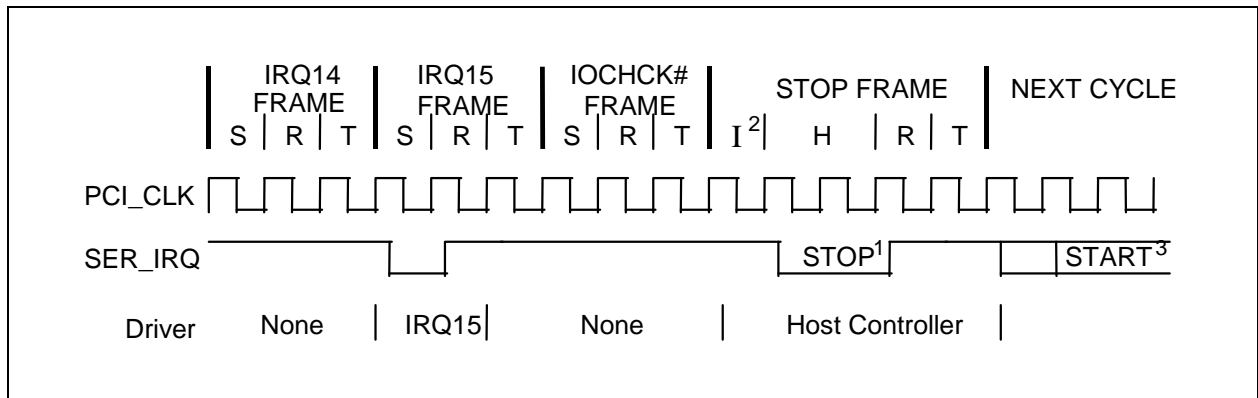 IRQ14 IRQ15 IOCHCK#
FRAME FRAME FRAME STOP FRAME NEXT CYCLE
S R T S R T S R T I² H R T
PCI_CLK
SER_IRQ STOP¹ START³
Driver None IRQ15 None Host Controller